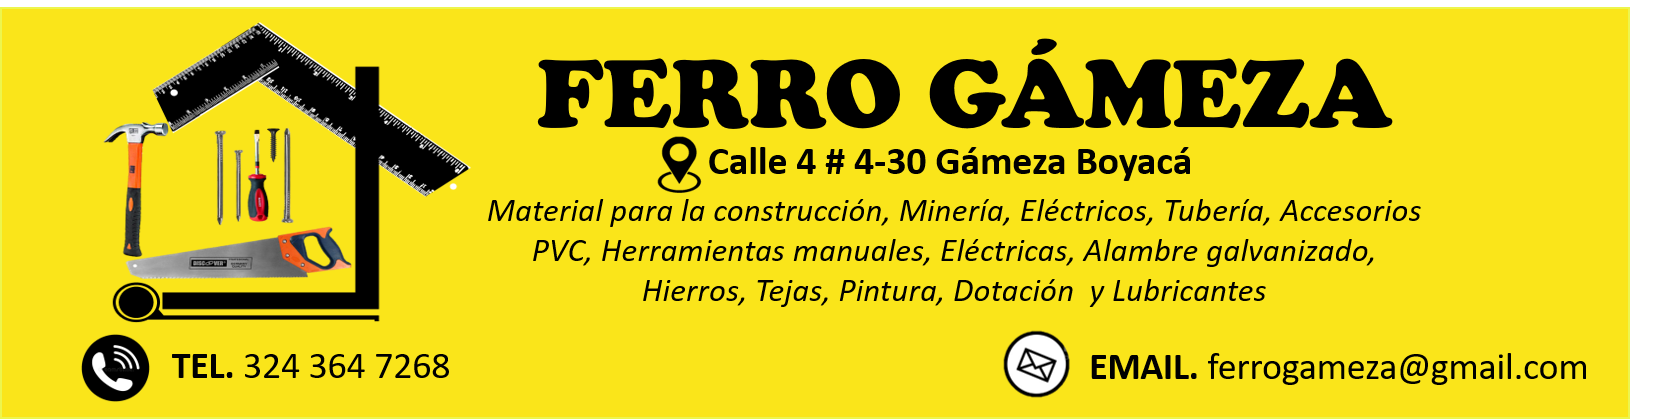 FERRO GÁMEZA
Calle 4 # 4-30 Gámeza Boyacá
Material para la construcción, Minería, Eléctricos, Tubería, Accesorios
PVC, Herramientas manuales, Eléctricas, Alambre galvanizado,
Hierros, Tejas, Pintura, Dotación y Lubricantes
TEL. 324 364 7268
EMAIL. ferrogameza@gmail.com